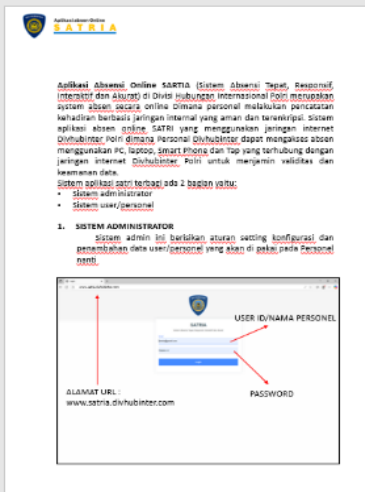 Aplikasi Absensi Online
SATRIA
Aplikasi Absensi Online SARTIA (Sistem Absensi Tepat, Responsif,
Interaktif dan Akurat) di Divisi Hubungan Internasional Polri merupakan
system absen secara online Dimana personel melakukan pencatatan
kehadiran berbasis jaringan internal yang aman dan terenkripsi. Sistem
aplikasi absen online SATRI yang menggunakan jaringan internet
Divhubinter Polri dimana Personal Divhubinter dapat mengakses absen
menggunakan PC, laptop, Smart Phone dan Tap yang terhubung dengan
jaringan internet Divhubinter Polri untuk menjamin validitas dan
keamanan data.
Sistem aplikasi satri terbagi ada 2 bagian yaitu:
• Sistem administrator
• Sistem user/personel
1. SISTEM ADMINISTRATOR
Sistem admin ini berisikan aturan setting konfigurasi dan
penambahan data user/personel yang akan di pakai pada Personel
nanti
SATRIA
USER ID/NAMA PERSONEL
ALAMAT URL :
www.satria.divhubinter.com
PASSWORD